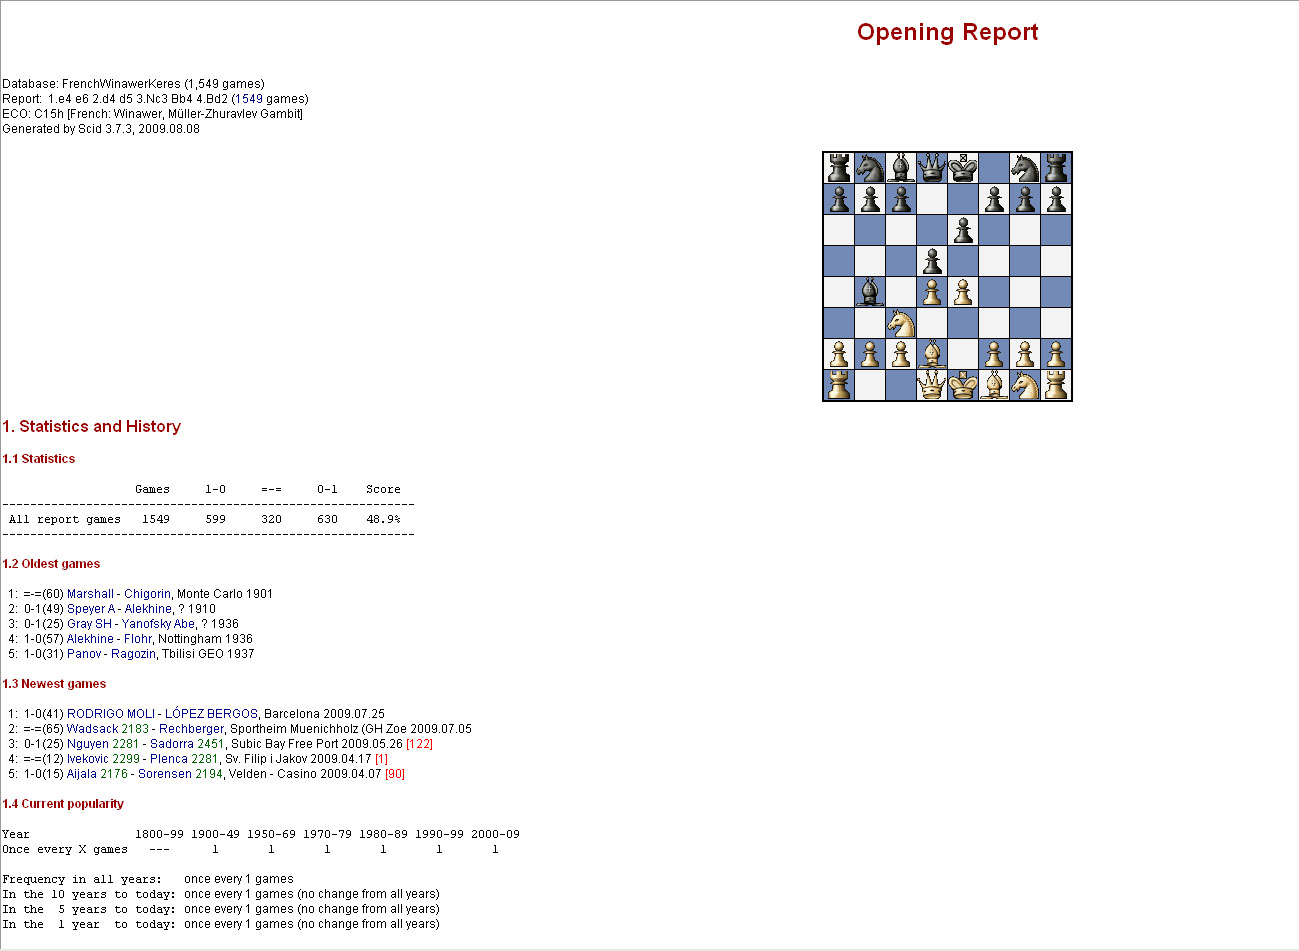 Opening Report
Database: FrenchWinawerKeres (1,549 games)
Report: 1.e4 e6 2.d4 d5 3.Nc3 Bb4 4.Bd2 (1549 games)
ECO: C15h [French: Winawer, Müller-Zhuravlev Gambit]
Generated by Scid 3.7.3, 2009.08.08
1. Statistics and History
1.1 Statistics
Games 1-0 =-= 0-1 Score
All report games 1549 599 320 630 48.9%
1.2 Oldest games
1: =-=(60) Marshall - Chigorin, Monte Carlo 1901
2: 0-1(49) Speyer A - Alekhine, ? 1910
3: 0-1(25) Gray SH - Yanofsky Abe, ? 1936
4: 1-0(57) Alekhine - Flohr, Nottingham 1936
5: 1-0(31) Panov - Ragozin, Tbilisi GEO 1937
1.3 Newest games
1: 1-0(41) RODRIGO MOLI - LÓPEZ BERGOS, Barcelona 2009.07.25
2: =-=(65) Wadsack 2183 - Rechberger, Sportheim Muenichholz (GH Zoe 2009.07.05
3: 0-1(25) Nguyen 2281 - Sadorra 2451, Subic Bay Free Port 2009.05.26 [122]
4: =-=(12) Ivekovic 2299 - Plenca 2281, Sv. Filip i Jakov 2009.04.17 [1]
5: 1-0(15) Aijala 2176 - Sorensen 2194, Velden - Casino 2009.04.07 [90]
1.4 Current popularity
Year 1800-99 1900-49 1950-69 1970-79 1980-89 1990-99 2000-09
Once every X games --- 1 1 1 1 1 1
Frequency in all years: once every 1 games
In the 10 years to today: once every 1 games (no change from all years)
In the 5 years to today: once every 1 games (no change from all years)
In the 1 year to today: once every 1 games (no change from all years)